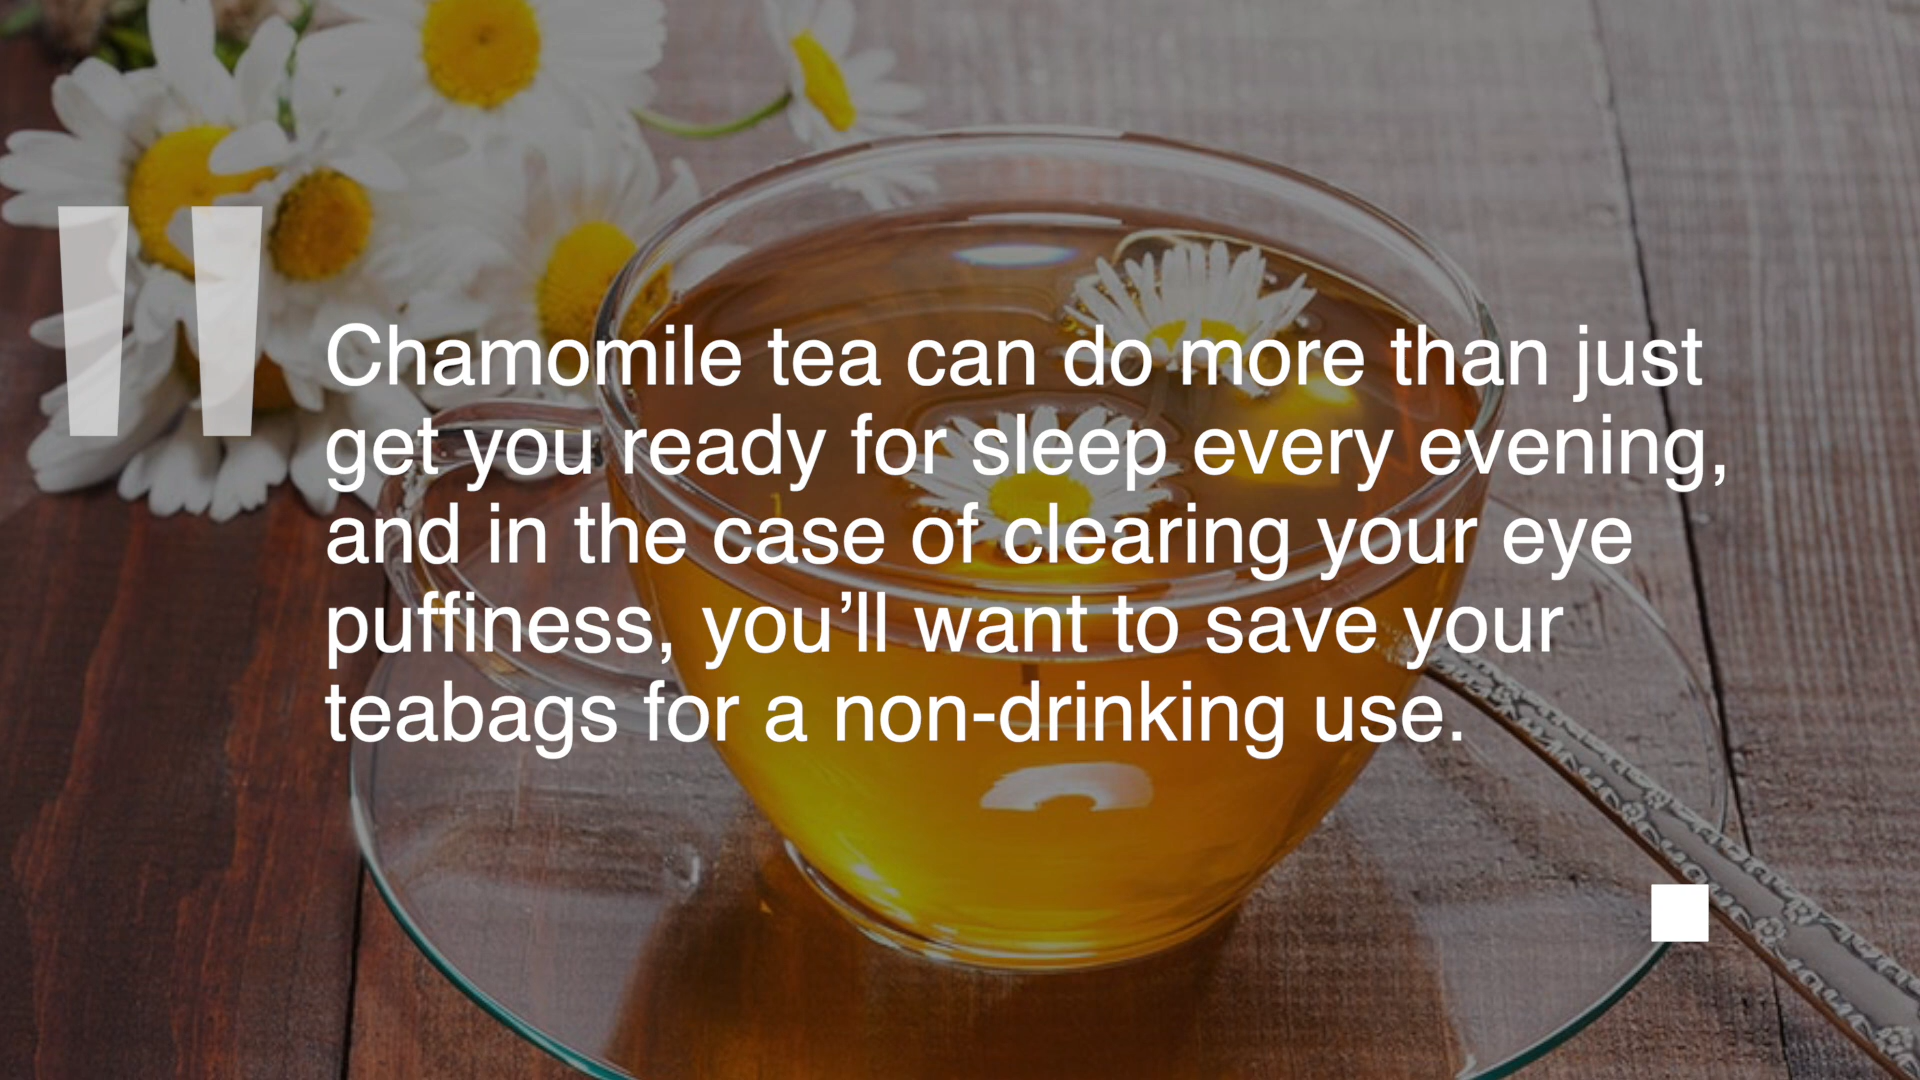 "
Chamomile tea can do more than just
get you ready for sleep every evening,
and in the case of clearing your eye
puffiness, you’ll want to save your
teabags for a non-drinking use.